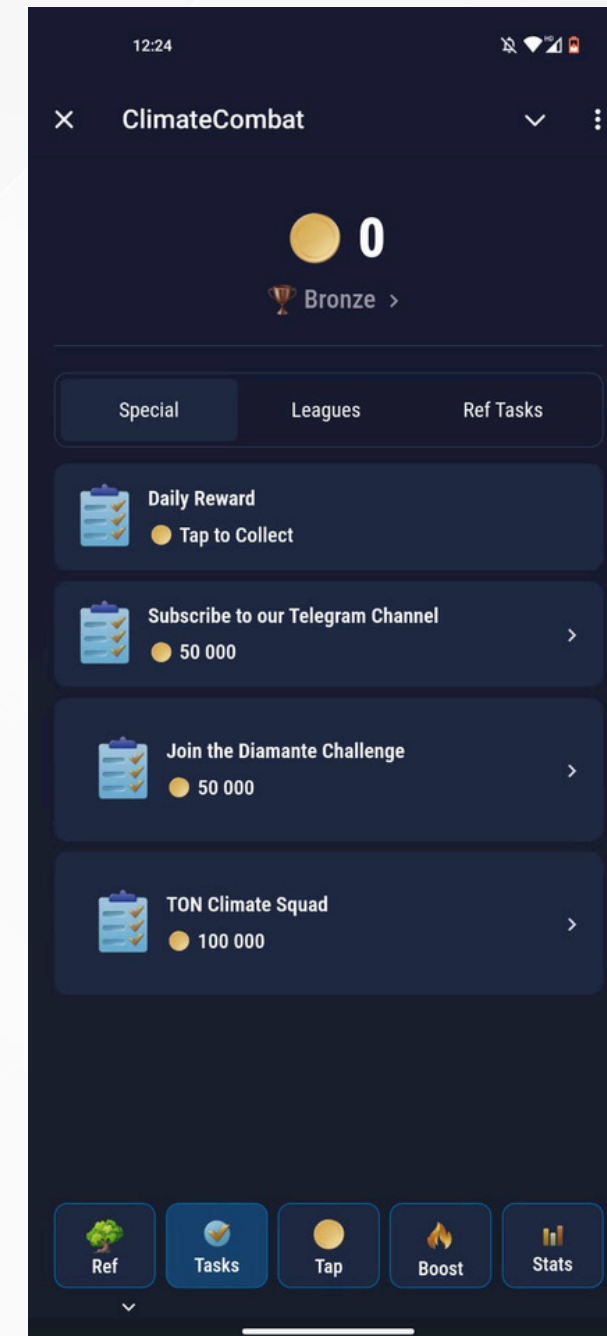 12:24
HD
ClimateCombat
0
Bronze
Special Leagues Ref Tasks
Daily Reward
Tap to Collect
Subscribe to our Telegram Channel
50 000
Join the Diamante Challenge
50 000
TON Climate Squad
100 000
Ref Tasks Tap Boost Stats